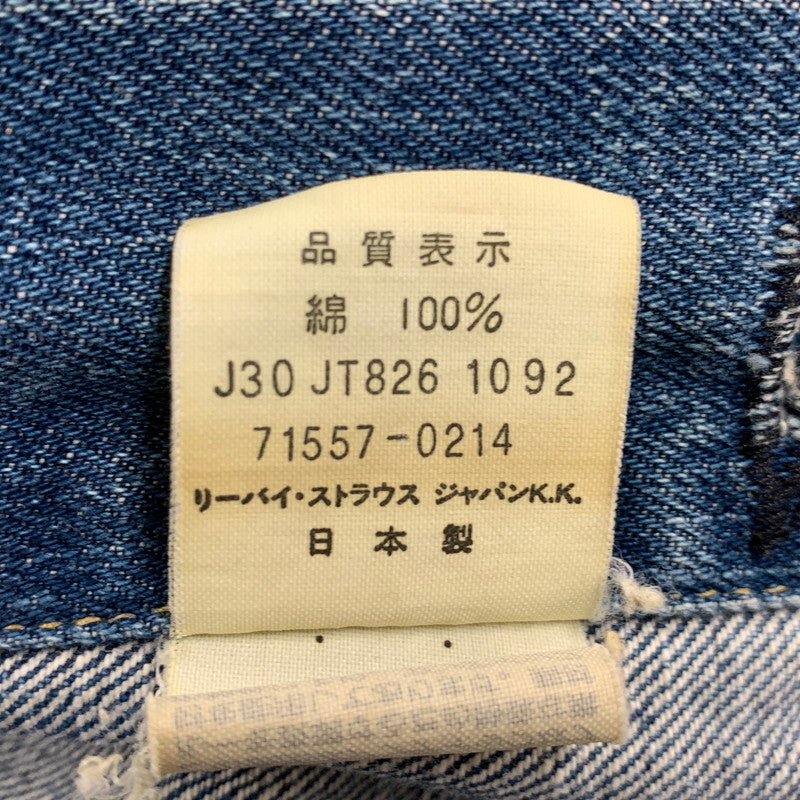 品質表示
綿 100%
J30 JT826 1092
71557-0214
リーバイ・ストラウス ジャパンK.K.
日本製